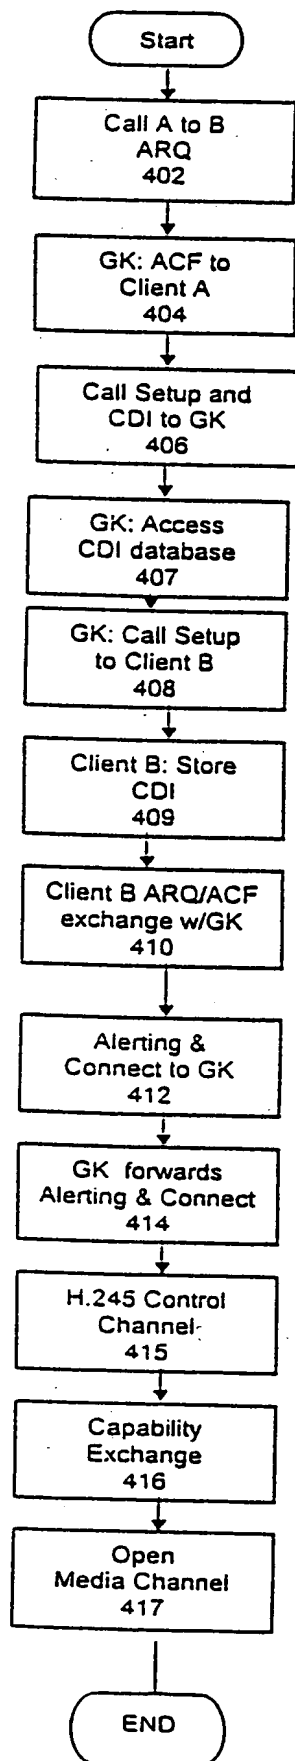 Start
Call A to B
ARQ
402
GK: ACF to
Client A
404
Call Setup and
CDI to GK
406
GK: Access
CDI database
407
GK: Call Setup
to Client B
408
Client B: Store
CDI
409
Client B ARQ/ACF
exchange w/GK
410
Alerting &
Connect to GK
412
GK forwards
Alerting & Connect
414
H.245 Control
Channel
415
Capability
Exchange
416
Open
Media Channel
417
END